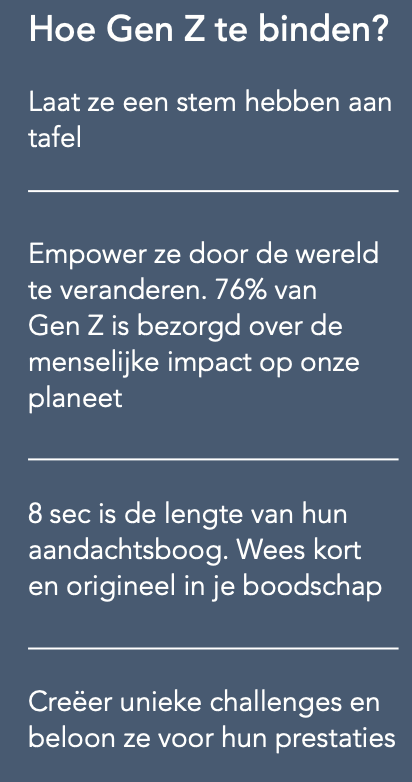 Hoe Gen Z te binden?
Laat ze een stem hebben aan
tafel
Empower ze door de wereld
te veranderen. 76% van
Gen Z is bezorgd over de
menselijke impact op onze
planeet
8 sec is de lengte van hun
aandachtsboog. Wees kort
en origineel in je boodschap
Creëer unieke challenges en
beloon ze voor hun prestaties